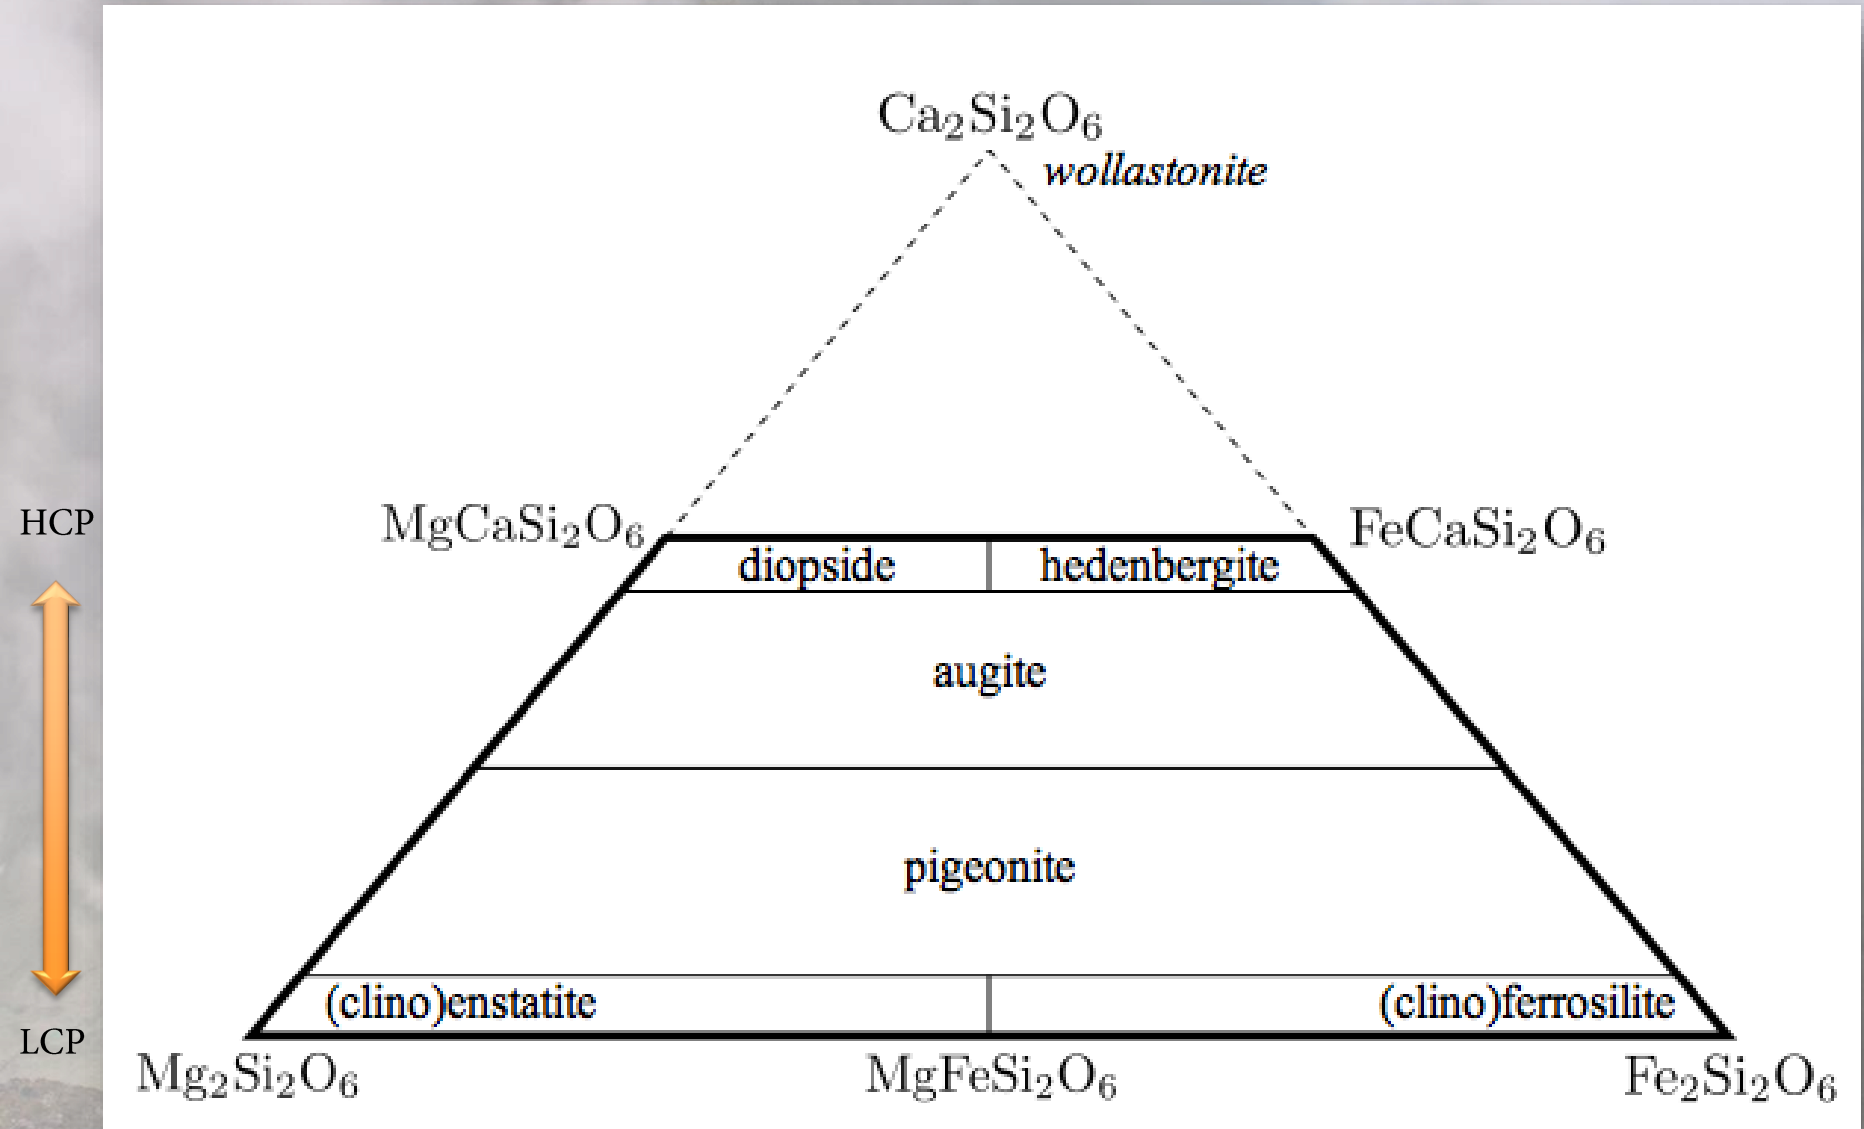 Ca₂Si₂O₆
wollastonite
HCP
MgCaSi₂O₆
FeCaSi₂O₆
diopside
hedenbergite
augite
pigeonite
(clino)enstatite
(clino)ferrosilite
LCP
Mg₂Si₂O₆
MgFeSi₂O₆
Fe₂Si₂O₆